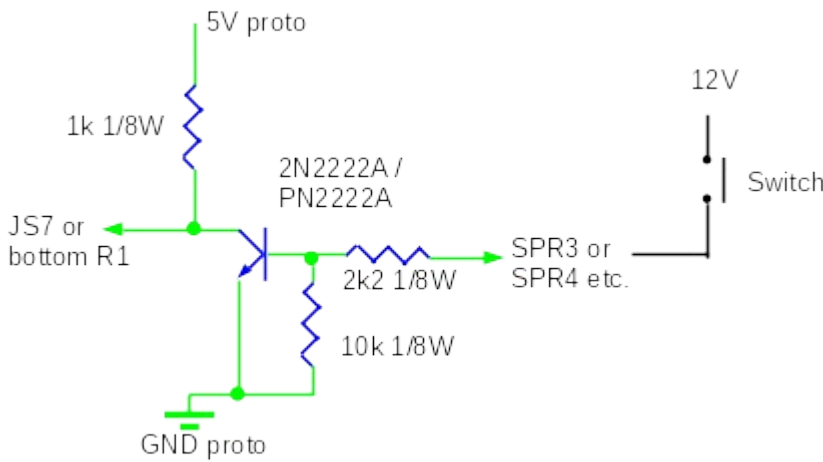 5V proto
12V
1k 1/8W
2N2222A /
PN2222A
Switch
JS7 or
bottom R1
SPR3 or
SPR4 etc.
2k2 1/8W
10k 1/8W
GND proto